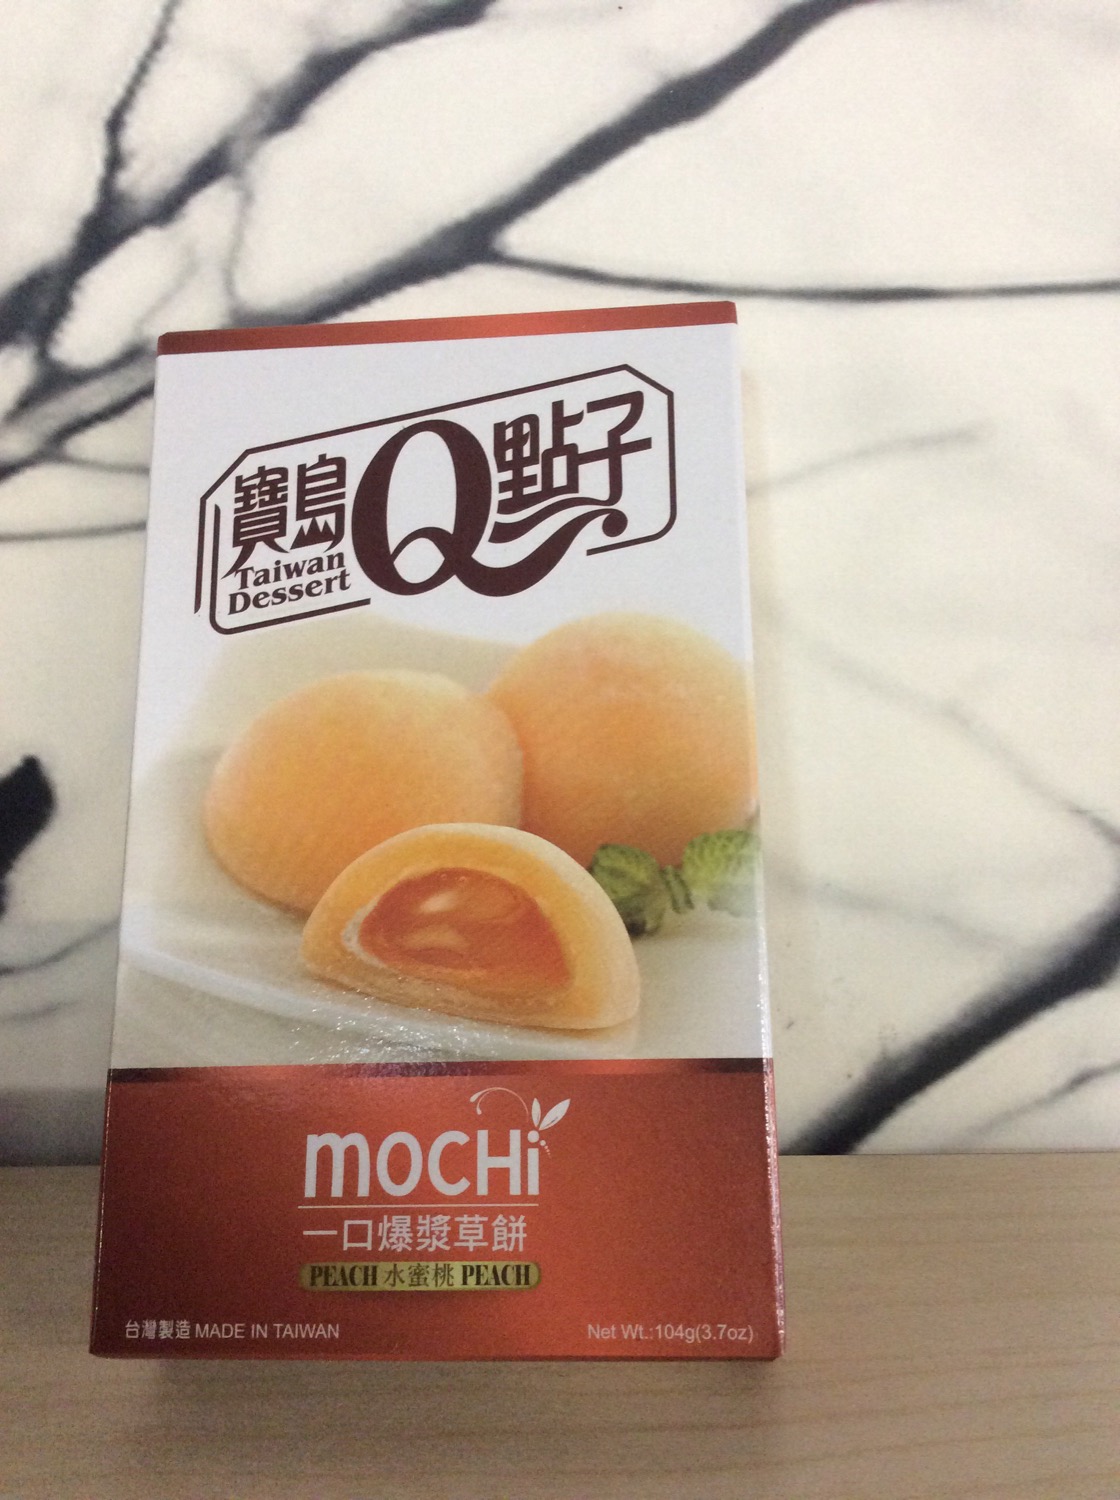 寶島Q點子
Taiwan
Dessert
mocHi
一口爆漿草餅
PEACH 水蜜桃 PEACH
台灣製造 MADE IN TAIWAN
Net Wt.:104g(3.7oz)